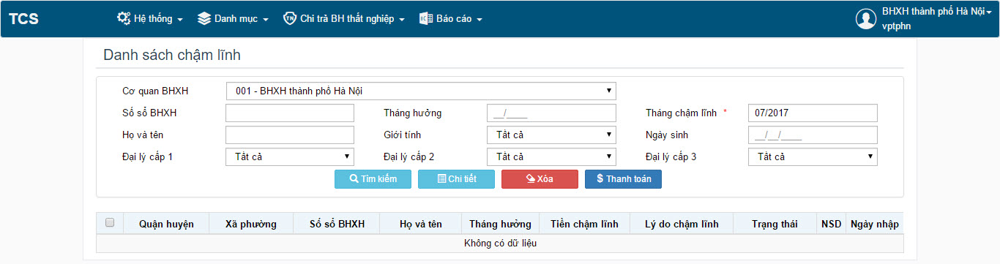 TCS Hệ thống Danh mục TN Chi trả BH thất nghiệp Báo cáo BHXH thành phố Hà Nội
vptphn
Danh sách chậm lĩnh
Cơ quan BHXH 001 - BHXH thành phố Hà Nội
Số sổ BHXH Tháng hưởng __/____ Tháng chậm lĩnh * 07/2017
Họ và tên Giới tính Tất cả Ngày sinh __/__/____
Đại lý cấp 1 Tất cả Đại lý cấp 2 Tất cả Đại lý cấp 3 Tất cả
Tìm kiếm Chi tiết Xóa $ Thanh toán
Quận huyện Xã phường Số sổ BHXH Họ và tên Tháng hưởng Tiền chậm lĩnh Lý do chậm lĩnh Trạng thái NSD Ngày nhập
Không có dữ liệu